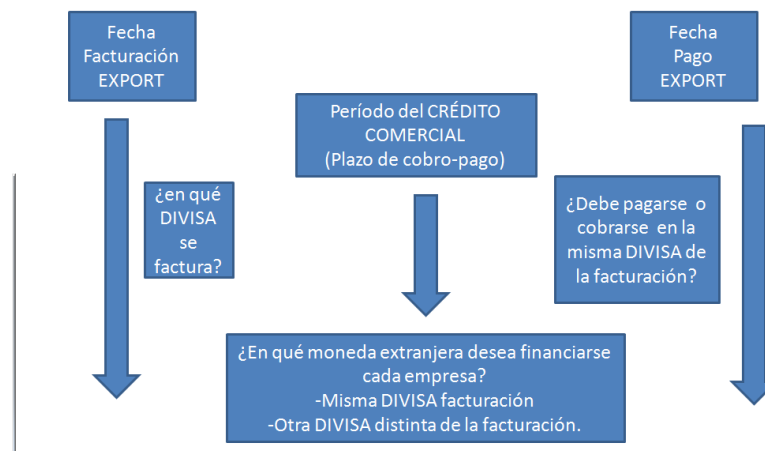 Fecha
Facturación
EXPORT
Fecha
Pago
EXPORT
Período del CRÉDITO
COMERCIAL
(Plazo de cobro-pago)
¿en qué
DIVISA
se
factura?
¿Debe pagarse o
cobrarse en la
misma DIVISA de
la facturación?
¿En qué moneda extranjera desea financiarse
cada empresa?
-Misma DIVISA facturación
-Otra DIVISA distinta de la facturación.